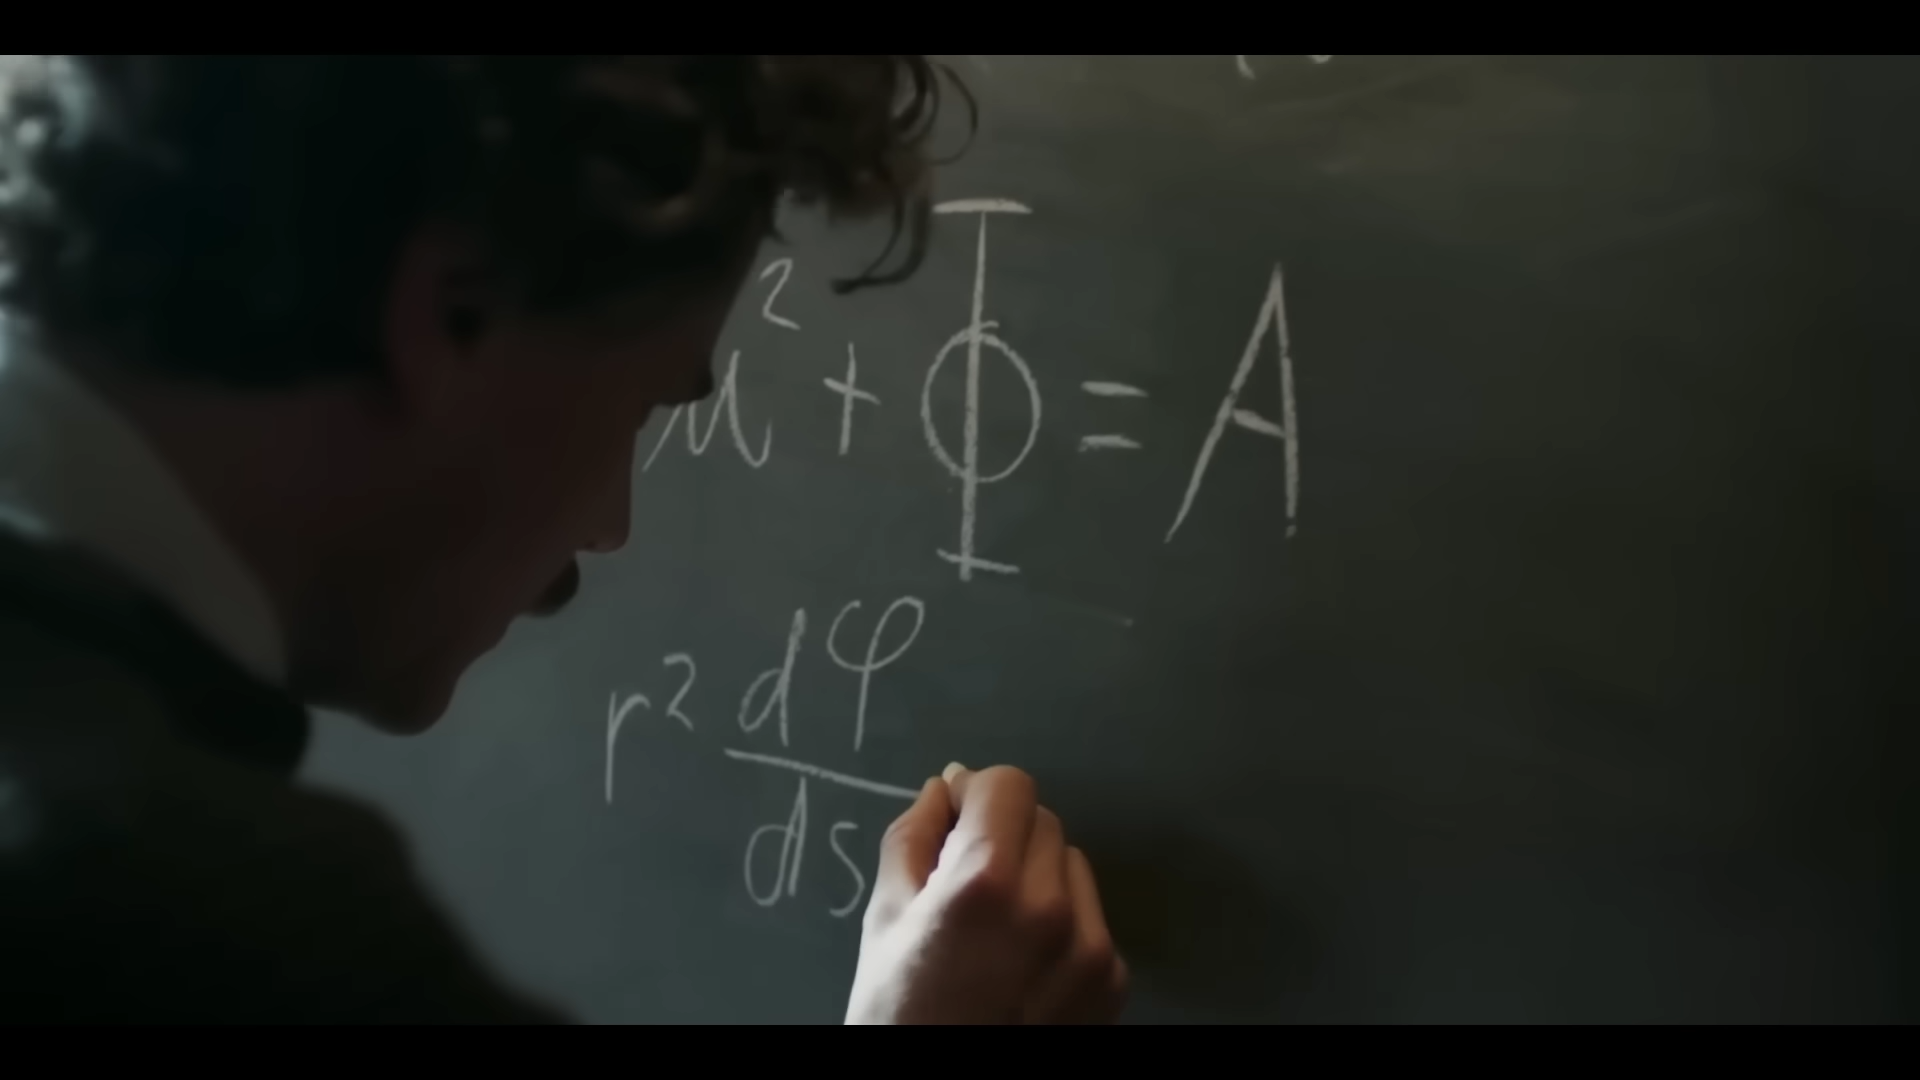 u² + Φ = A
r² dφ
ds